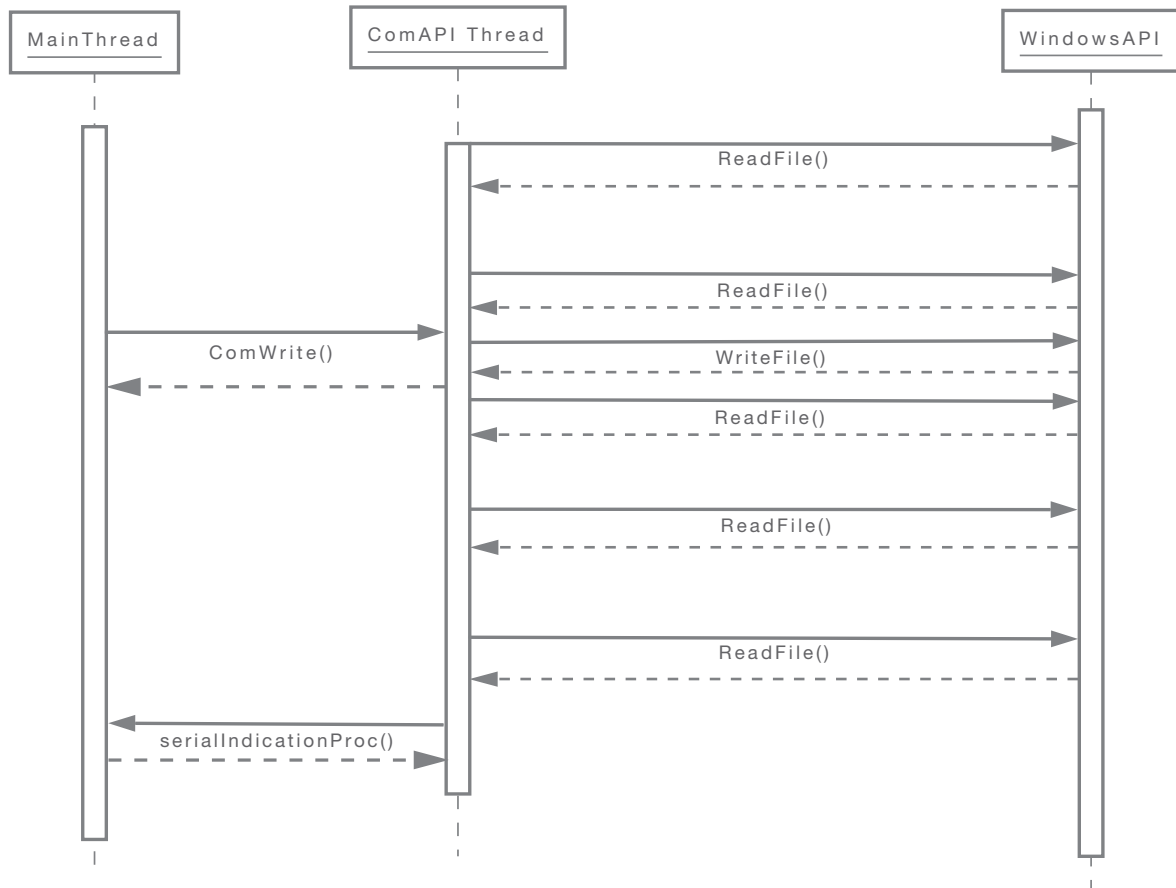 MainThread
ComAPI Thread
WindowsAPI
ReadFile()
ReadFile()
ComWrite()
WriteFile()
ReadFile()
ReadFile()
ReadFile()
serialIndicationProc()